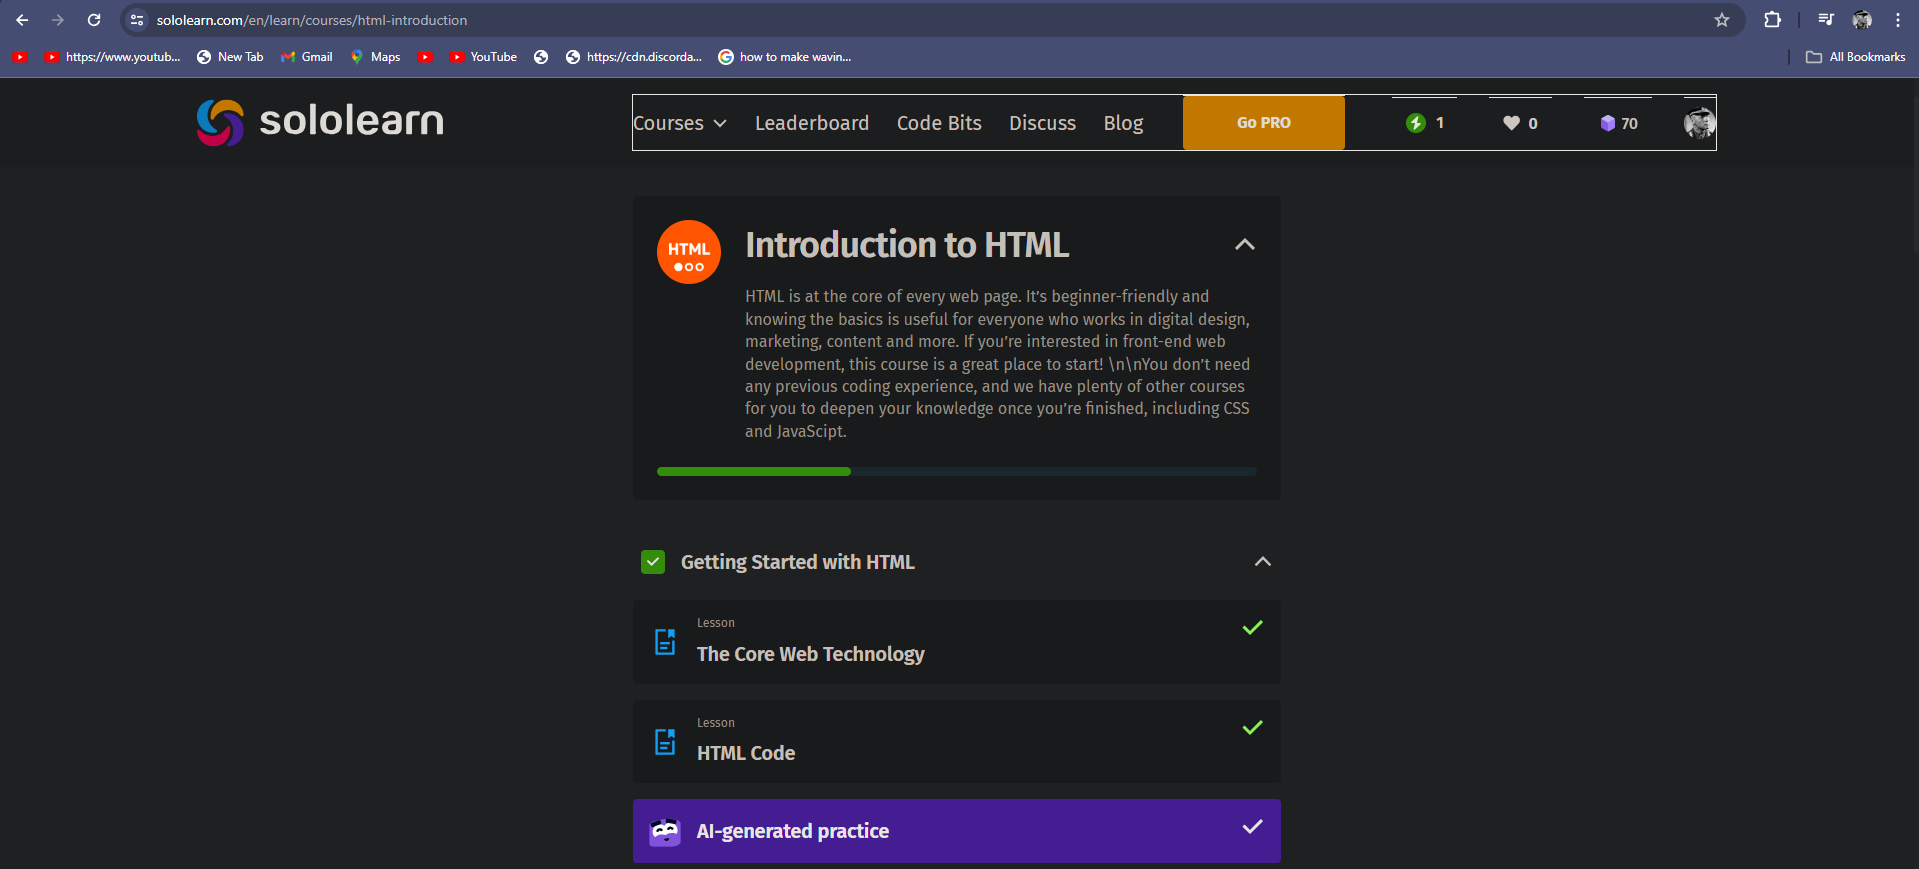 sololearn.com/en/learn/courses/html-introduction
https://www.youtub... New Tab Gmail Maps YouTube https://cdn.discorda... how to make wavin... All Bookmarks
sololearn Courses Leaderboard Code Bits Discuss Blog Go PRO 1 0 70
HTML
Introduction to HTML
HTML is at the core of every web page. It’s beginner-friendly and
knowing the basics is useful for everyone who works in digital design,
marketing, content and more. If you’re interested in front-end web
development, this course is a great place to start! \n\nYou don’t need
any previous coding experience, and we have plenty of other courses
for you to deepen your knowledge once you’re finished, including CSS
and JavaScipt.
Getting Started with HTML
Lesson
The Core Web Technology
Lesson
HTML Code
AI-generated practice